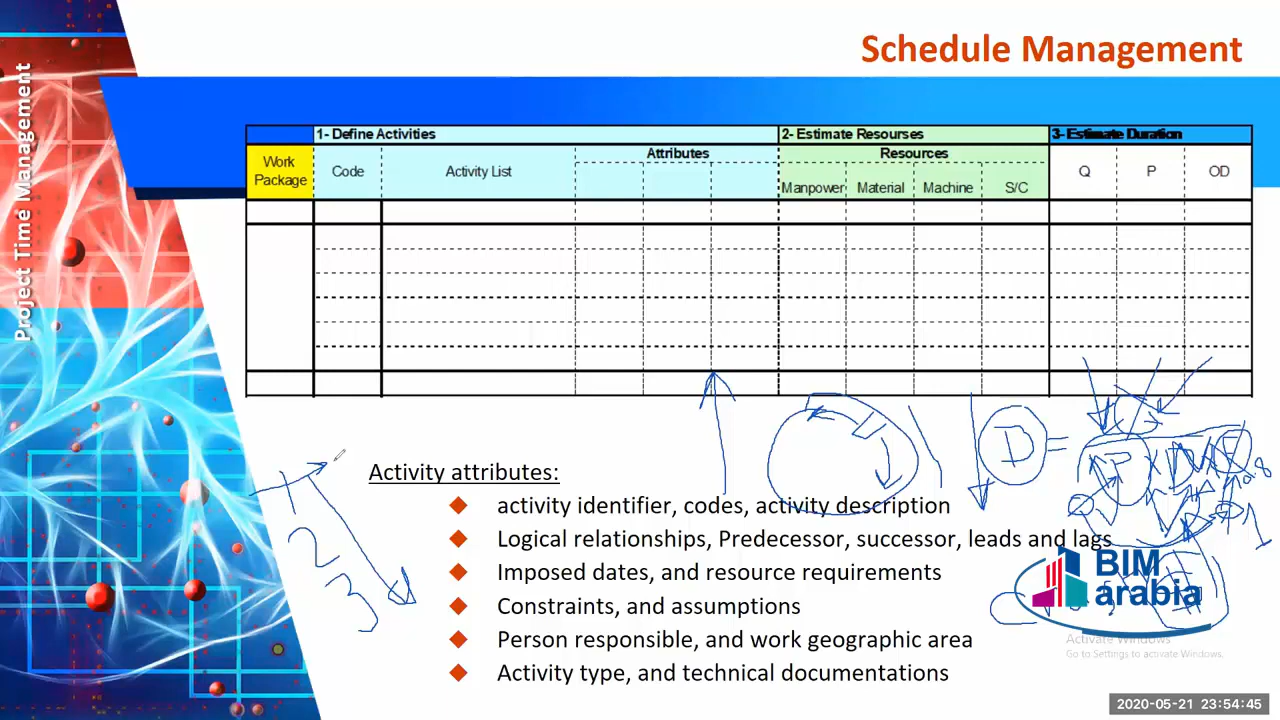 Schedule Management
Project Time Management
1- Define Activities
2- Estimate Resourses
3- Estimate Duration
Work Package
Code
Activity List
Attributes
Resources
Manpower
Material
Machine
S/C
Q
P
OD
Activity attributes:
activity identifier, codes, activity description
Logical relationships, Predecessor, successor, leads and lags
Imposed dates, and resource requirements
Constraints, and assumptions
Person responsible, and work geographic area
Activity type, and technical documentations
1
2
3
D =
BIM
arabia
Activate Windows
Go to Settings to activate Windows.
2020-05-21 23:54:45